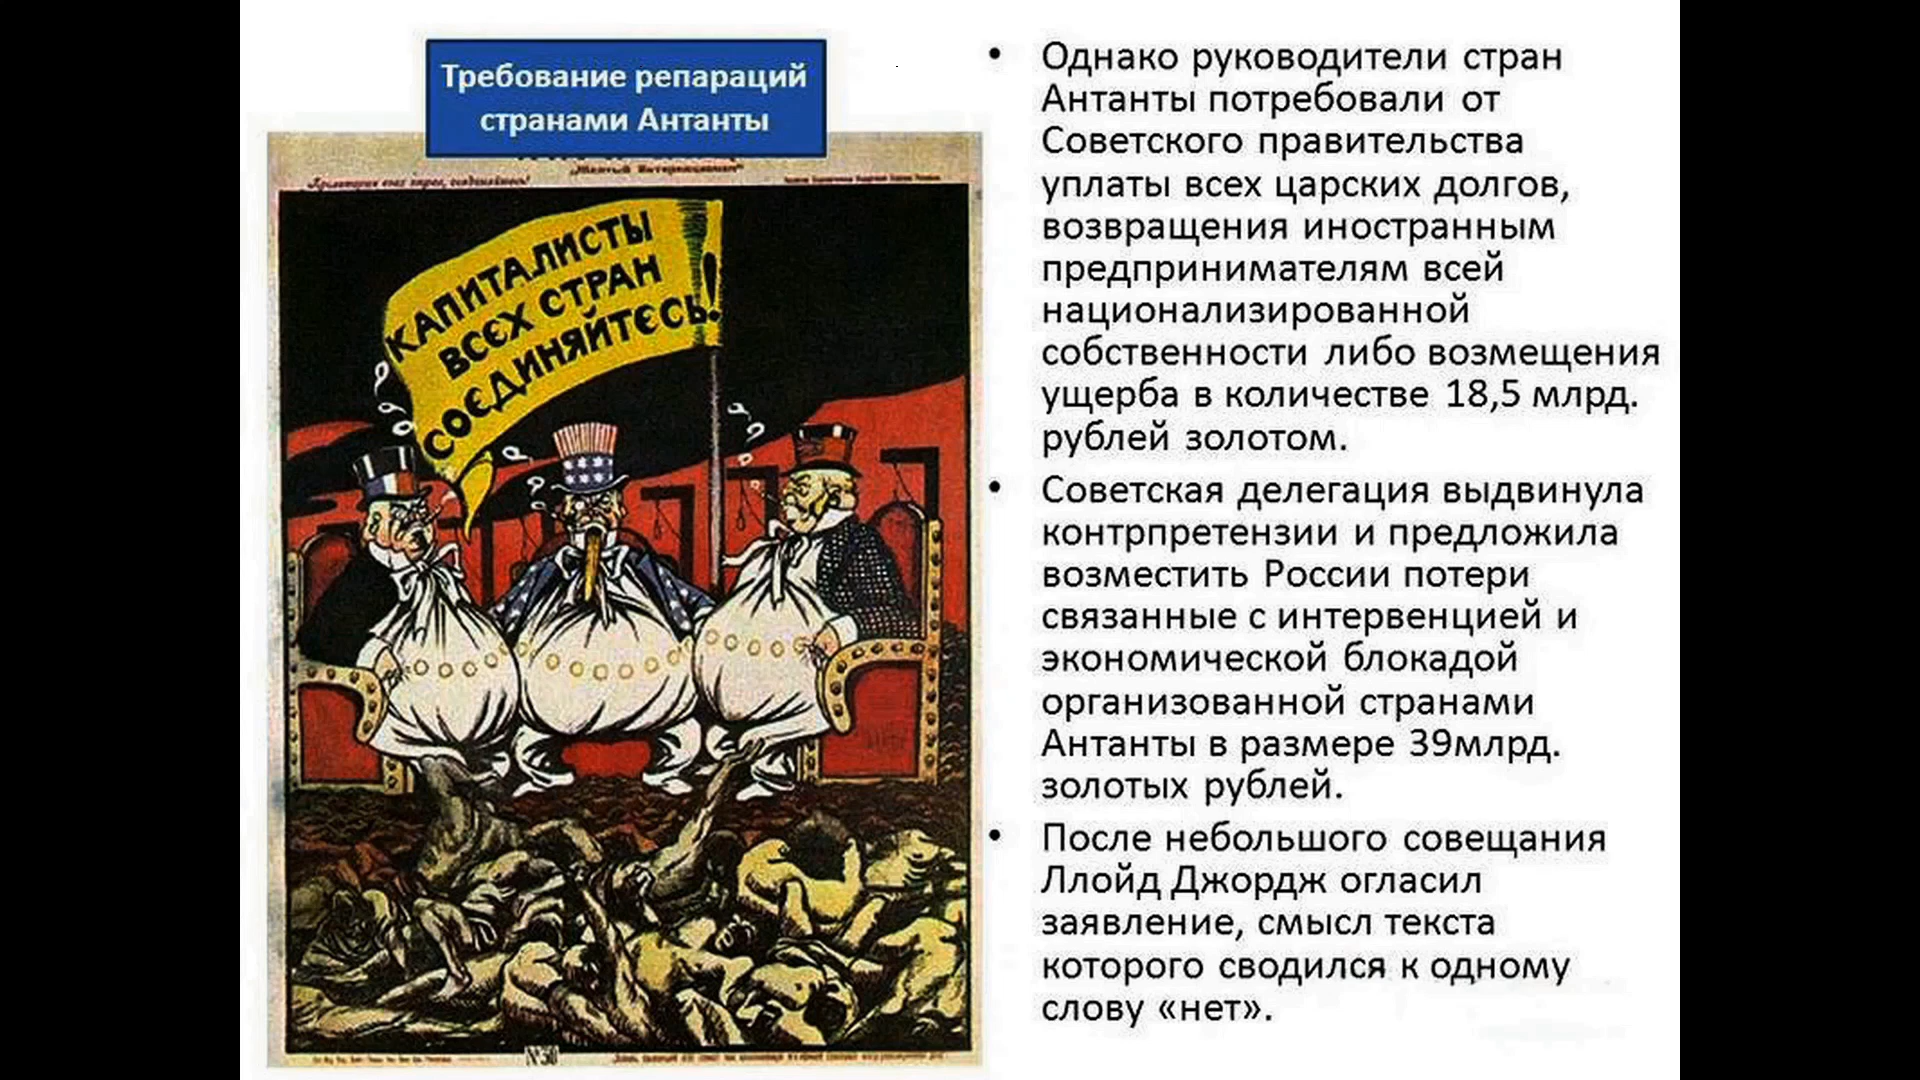 Требование репараций
странами Антанты
КАПИТАЛИСТЫ
ВСЕХ СТРАН
СОЕДИНЯЙТЕСЬ!
№50
• Однако руководители стран
Антанты потребовали от
Советского правительства
уплаты всех царских долгов,
возвращения иностранным
предпринимателям всей
национализированной
собственности либо возмещения
ущерба в количестве 18,5 млрд.
рублей золотом.
• Советская делегация выдвинула
контрпретензии и предложила
возместить России потери
связанные с интервенцией и
экономической блокадой
организованной странами
Антанты в размере 39млрд.
золотых рублей.
• После небольшого совещания
Ллойд Джордж огласил
заявление, смысл текста
которого сводился к одному
слову «нет».